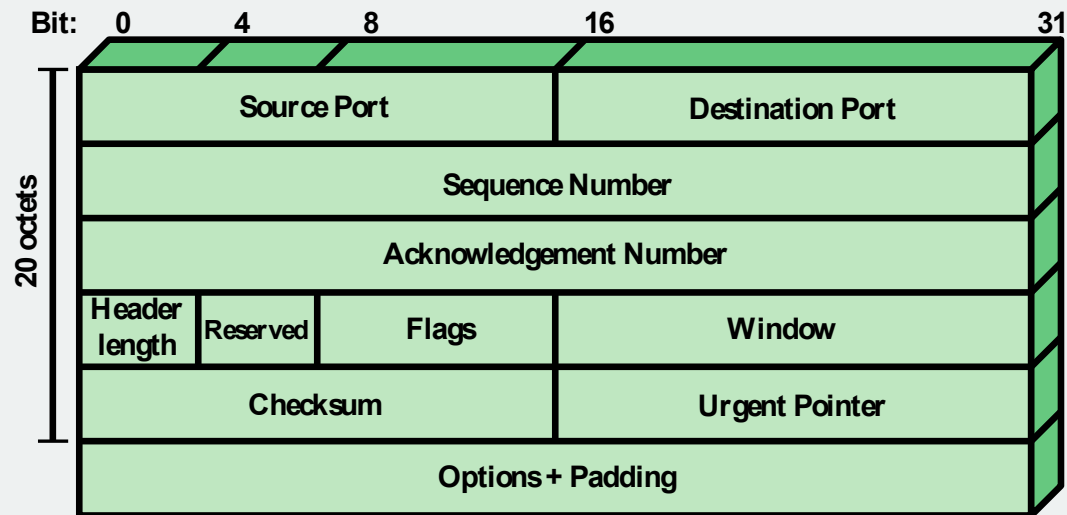 Bit: 0 4 8 16 31
Source Port Destination Port
Sequence Number
Acknowledgement Number
Header length Reserved Flags Window
Checksum Urgent Pointer
Options + Padding
20 octets